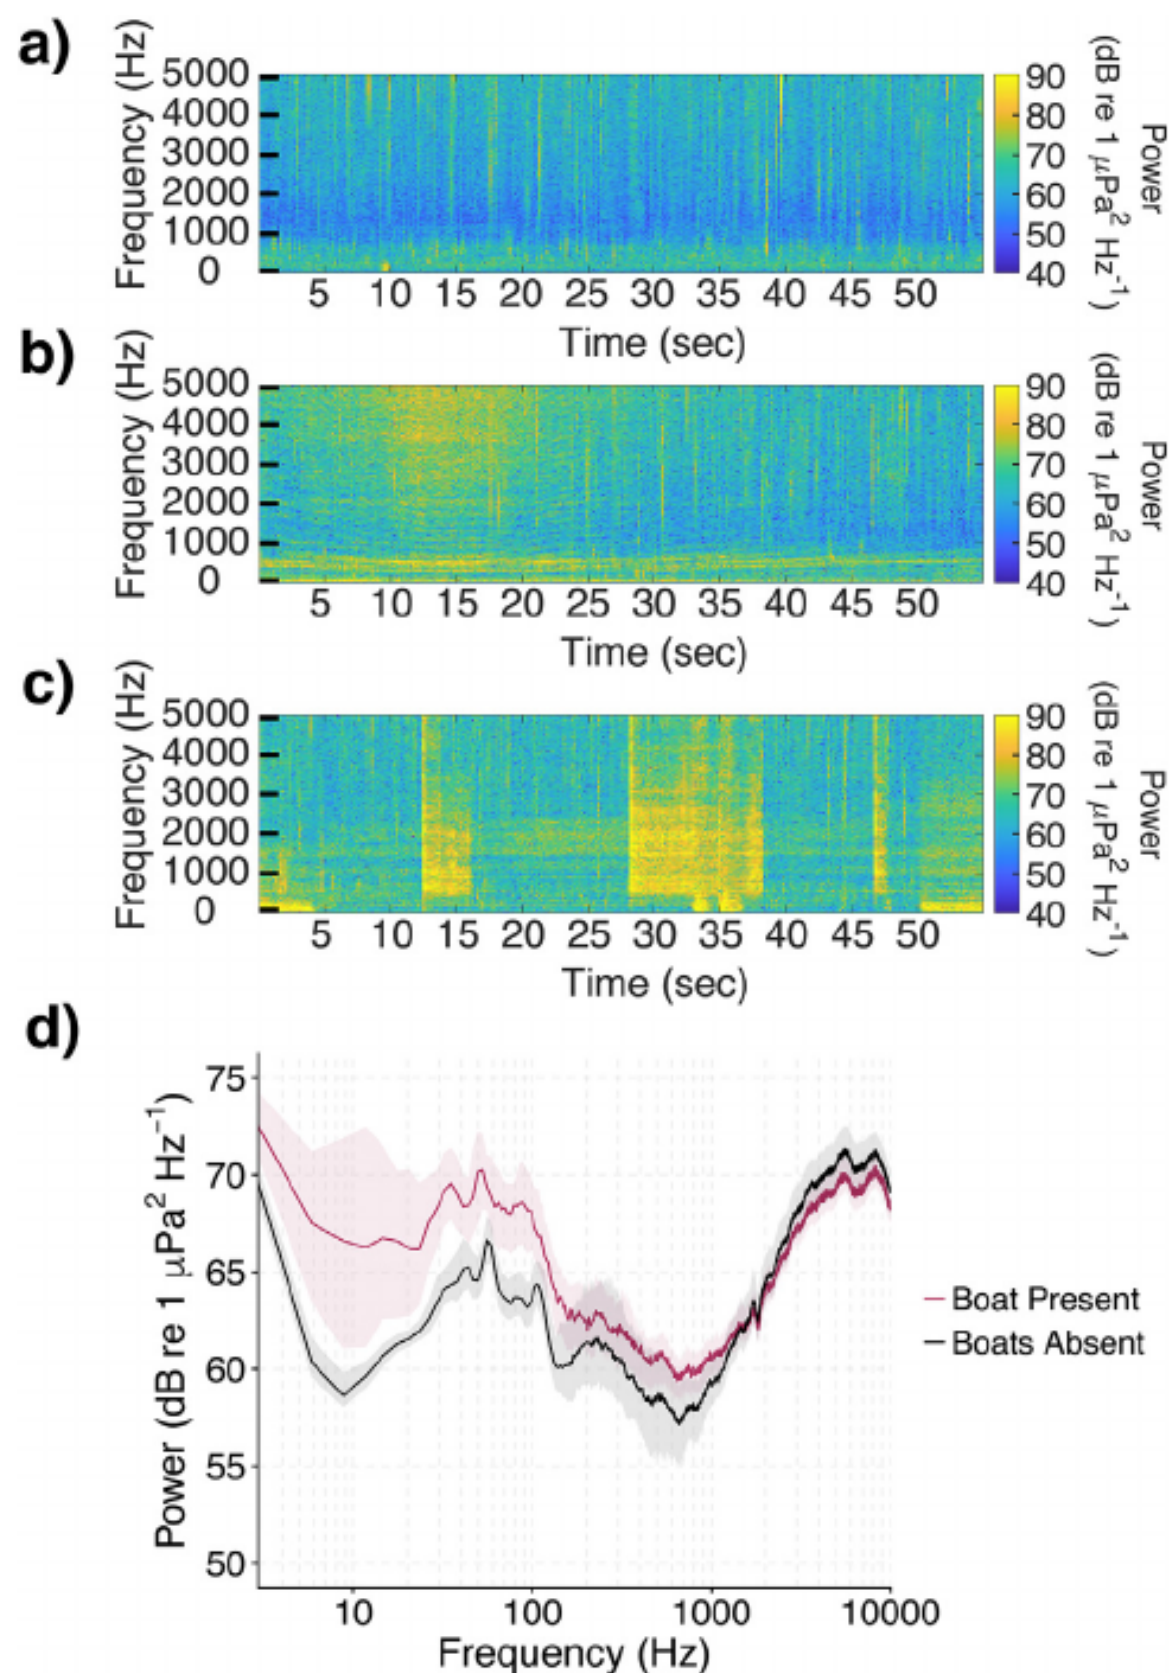 a)
Frequency (Hz)
5000
4000
3000
2000
1000
0
5 10 15 20 25 30 35 40 45 50
Time (sec)
90
80
70
60
50
40
Power
(dB re 1 μPa² Hz⁻¹)
b)
Frequency (Hz)
5000
4000
3000
2000
1000
0
5 10 15 20 25 30 35 40 45 50
Time (sec)
90
80
70
60
50
40
Power
(dB re 1 μPa² Hz⁻¹)
c)
Frequency (Hz)
5000
4000
3000
2000
1000
0
5 10 15 20 25 30 35 40 45 50
Time (sec)
90
80
70
60
50
40
Power
(dB re 1 μPa² Hz⁻¹)
d)
Power (dB re 1 μPa² Hz⁻¹)
75
70
65
60
55
50
10 100 1000 10000
Frequency (Hz)
Boat Present
Boats Absent